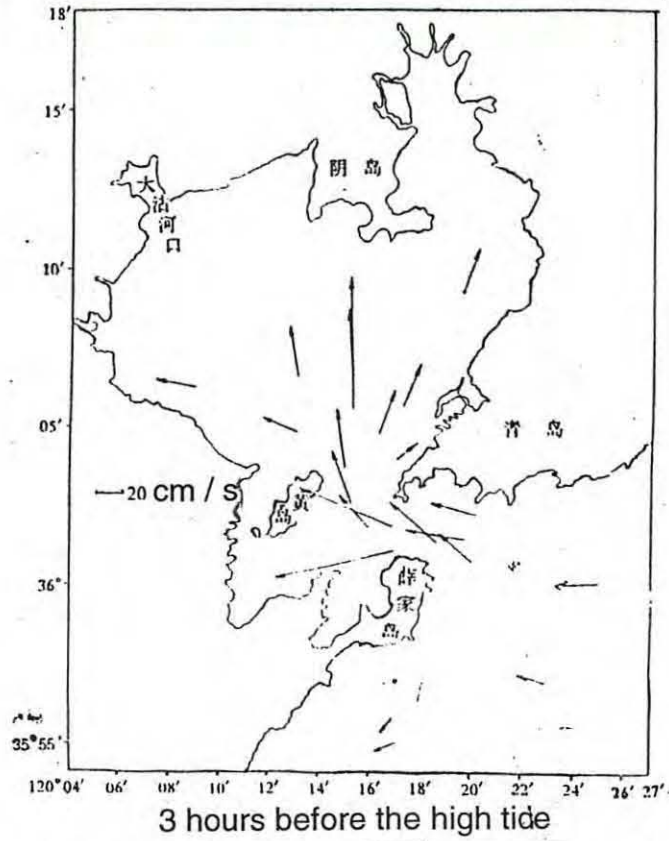 18′
15′
阴岛
大沽河口
10′
05′
青岛
20 cm / s
黄岛
36°
薛家岛
35°55′
120°04′ 06′ 08′ 10′ 12′ 14′ 16′ 18′ 20′ 22′ 24′ 26′ 27′
3 hours before the high tide